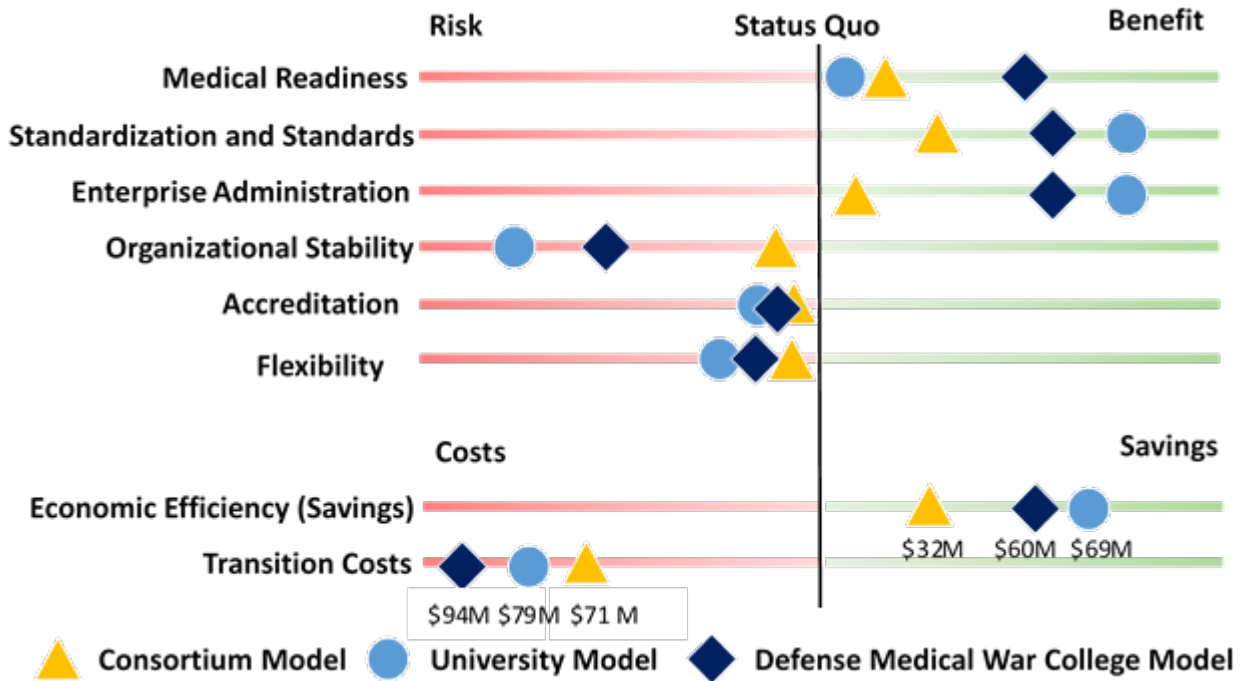 Risk Status Quo Benefit
Medical Readiness
Standardization and Standards
Enterprise Administration
Organizational Stability
Accreditation
Flexibility
Costs Savings
Economic Efficiency (Savings)
$32M $60M $69M
Transition Costs
$94M $79M $71 M
Consortium Model University Model Defense Medical War College Model